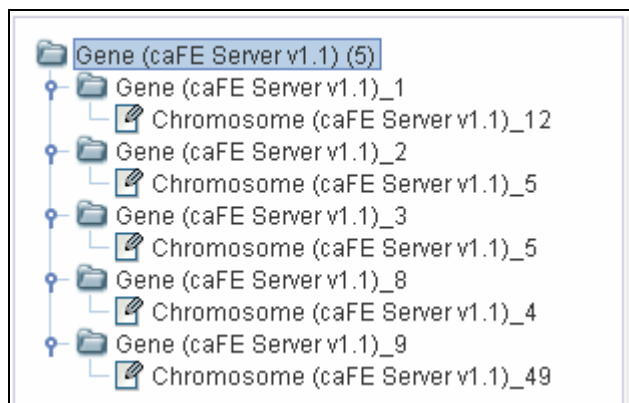 Gene (caFE Server v1.1) (5)
Gene (caFE Server v1.1)_1
Chromosome (caFE Server v1.1)_12
Gene (caFE Server v1.1)_2
Chromosome (caFE Server v1.1)_5
Gene (caFE Server v1.1)_3
Chromosome (caFE Server v1.1)_5
Gene (caFE Server v1.1)_8
Chromosome (caFE Server v1.1)_4
Gene (caFE Server v1.1)_9
Chromosome (caFE Server v1.1)_49